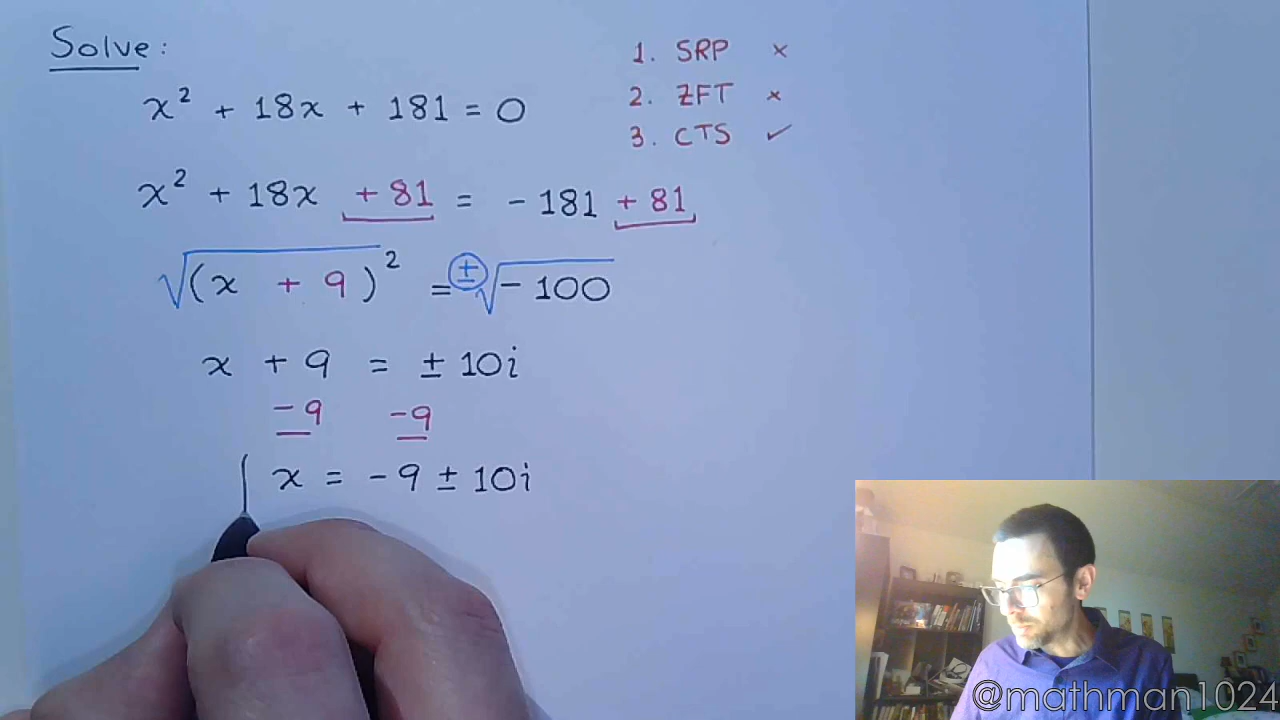 Solve:
x² + 18x + 181 = 0
1. SRP ×
2. ZFT ×
3. CTS ✓
x² + 18x + 81 = - 181 + 81
√(x + 9)² = ± √- 100
x + 9 = ± 10i
- 9 - 9
x = - 9 ± 10i
@mathman1024